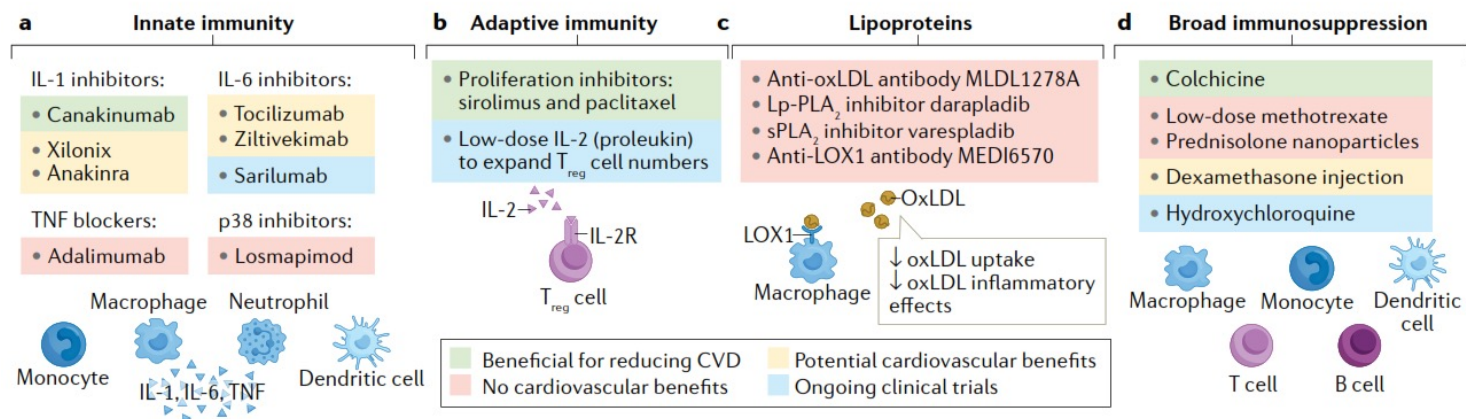 a Innate immunity
IL-1 inhibitors:
• Canakinumab
• Xilonix
• Anakinra
IL-6 inhibitors:
• Tocilizumab
• Ziltivekimab
• Sarilumab
TNF blockers:
• Adalimumab
p38 inhibitors:
• Losmapimod
Macrophage
Neutrophil
Monocyte
IL-1, IL-6, TNF
Dendritic cell
b Adaptive immunity
• Proliferation inhibitors:
sirolimus and paclitaxel
• Low-dose IL-2 (proleukin)
to expand Treg cell numbers
IL-2
IL-2R
Treg cell
c Lipoproteins
• Anti-oxLDL antibody MLDL1278A
• Lp-PLA2 inhibitor darapladib
• sPLA2 inhibitor varespladib
• Anti-LOX1 antibody MEDI6570
OxLDL
LOX1
Macrophage
↓ oxLDL uptake
↓ oxLDL inflammatory
effects
d Broad immunosuppression
• Colchicine
• Low-dose methotrexate
• Prednisolone nanoparticles
• Dexamethasone injection
• Hydroxychloroquine
Macrophage
Monocyte
Dendritic
cell
T cell
B cell
Beneficial for reducing CVD
No cardiovascular benefits
Potential cardiovascular benefits
Ongoing clinical trials